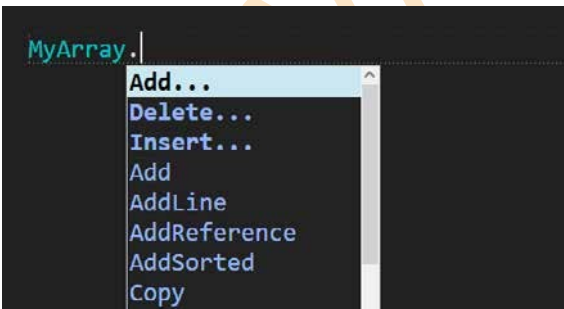 MyArray.
Add...
Delete...
Insert...
Add
AddLine
AddReference
AddSorted
Copy